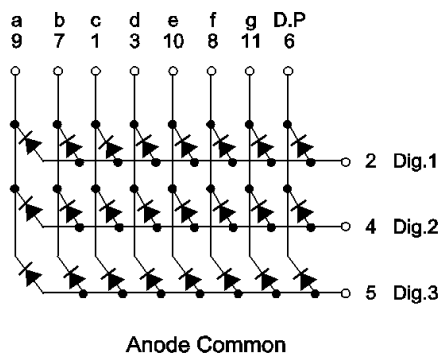 a b c d e f g D.P
9 7 1 3 10 8 11 6
2 Dig.1
4 Dig.2
5 Dig.3
Anode Common